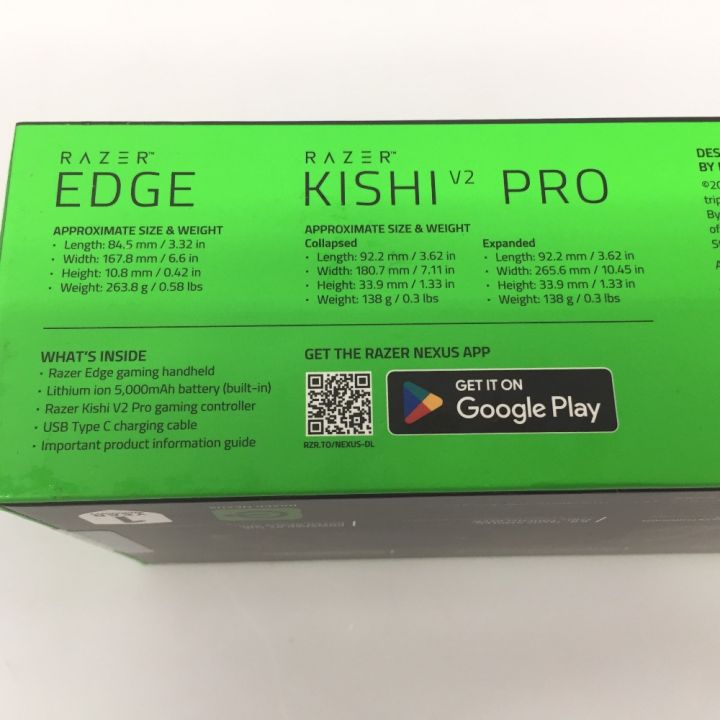 RAZER™
EDGE
APPROXIMATE SIZE & WEIGHT
• Length: 84.5 mm / 3.32 in
• Width: 167.8 mm / 6.6 in
• Height: 10.8 mm / 0.42 in
• Weight: 263.8 g / 0.58 lbs
RAZER™
KISHI V2 PRO
APPROXIMATE SIZE & WEIGHT
Collapsed
• Length: 92.2 mm / 3.62 in
• Width: 180.7 mm / 7.11 in
• Height: 33.9 mm / 1.33 in
• Weight: 138 g / 0.3 lbs
Expanded
• Length: 92.2 mm / 3.62 in
• Width: 265.6 mm / 10.45 in
• Height: 33.9 mm / 1.33 in
• Weight: 138 g / 0.3 lbs
WHAT'S INSIDE
• Razer Edge gaming handheld
• Lithium ion 5,000mAh battery (built-in)
• Razer Kishi V2 Pro gaming controller
• USB Type C charging cable
• Important product information guide
GET THE RAZER NEXUS APP
RZR.TO/NEXUS-DL
GET IT ON
Google Play
DES
BY
©20
trip
By
of